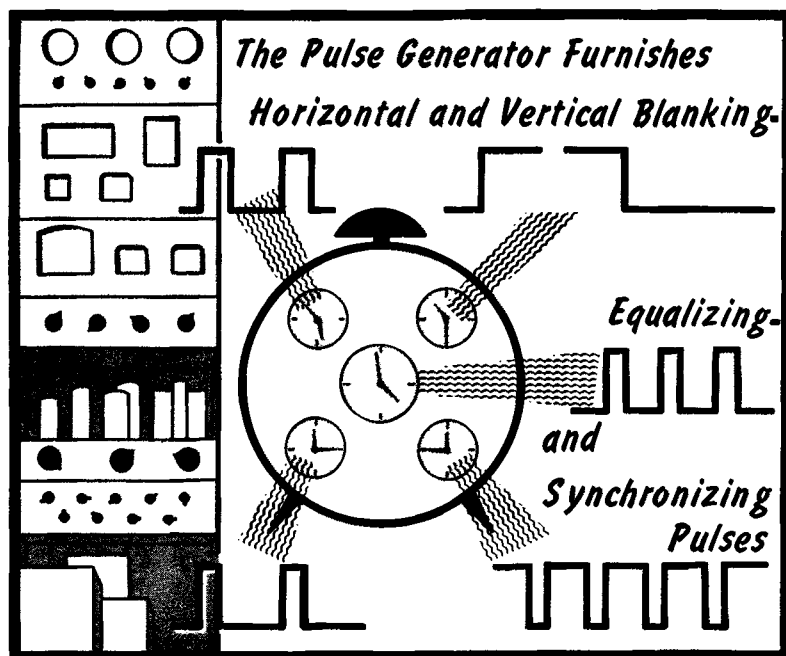 The Pulse Generator Furnishes
Horizontal and Vertical Blanking-
Equalizing-
and
Synchronizing
Pulses